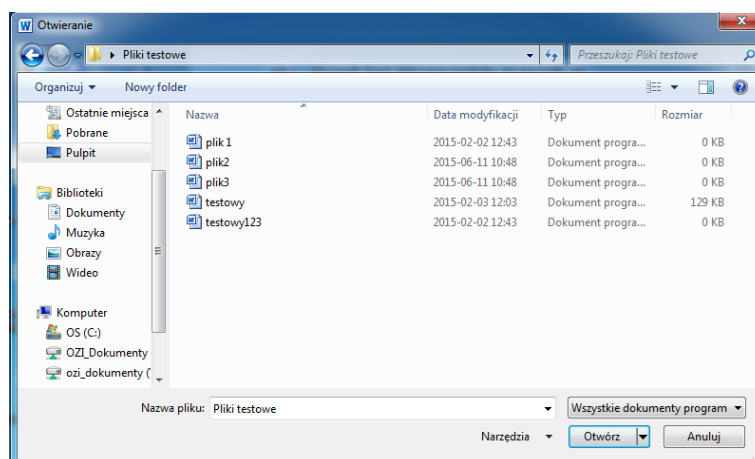 Otwieranie
Pliki testowe
Przeszukaj: Pliki testowe
Organizuj
Nowy folder
Ostatnie miejsca
Pobrane
Pulpit
Biblioteki
Dokumenty
Muzyka
Obrazy
Wideo
Komputer
OS (C:)
OZI_Dokumenty
ozi_dokumenty (
Nazwa Data modyfikacji Typ Rozmiar
plik 1 2015-02-02 12:43 Dokument progra... 0 KB
plik2 2015-06-11 10:48 Dokument progra... 0 KB
plik3 2015-06-11 10:48 Dokument progra... 0 KB
testowy 2015-02-03 12:03 Dokument progra... 129 KB
testowy123 2015-02-02 12:43 Dokument progra... 0 KB
Nazwa pliku: Pliki testowe Wszystkie dokumenty program
Narzędzia Otwórz Anuluj